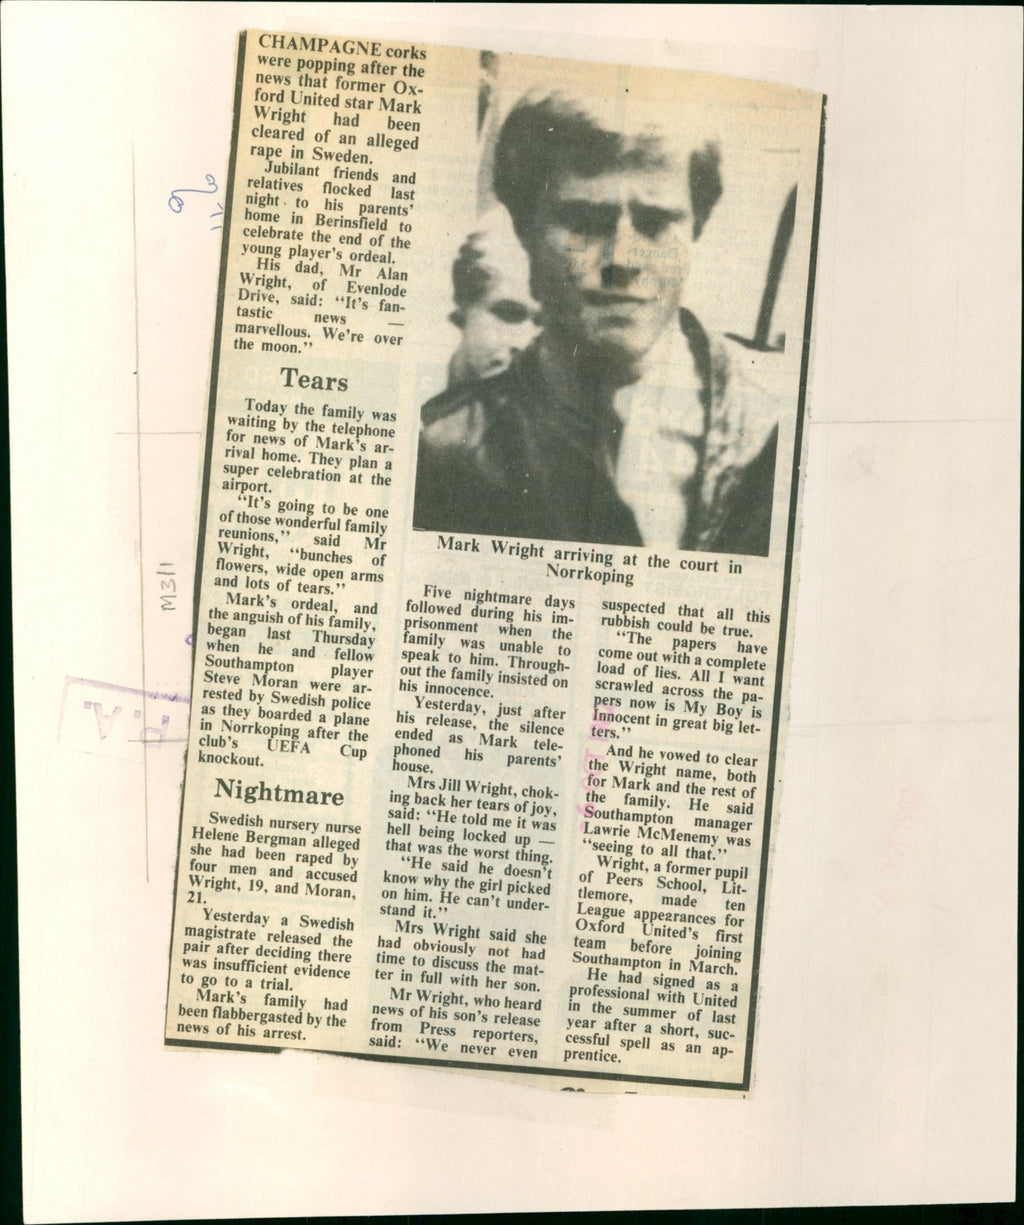 CHAMPAGNE corks
were popping after the
news that former Ox-
ford United star Mark
Wright had been
cleared of an alleged
rape in Sweden.
Jubilant friends and
relatives flocked last
night to his parents'
home in Berinsfield to
celebrate the end of the
young player's ordeal.
His dad, Mr Alan
Wright, of Evenlode
Drive, said: "It's fan-
tastic news —
marvellous. We're over
the moon."
Tears
Today the family was
waiting by the telephone
for news of Mark's ar-
rival home. They plan a
super celebration at the
airport.
"It's going to be one
of those wonderful family
reunions," said Mr
Wright, "bunches of
flowers, wide open arms
and lots of tears."
Mark's ordeal, and
the anguish of his family,
began last Thursday
when he and fellow
Southampton player
Steve Moran were ar-
rested by Swedish police
as they boarded a plane
in Norrkoping after the
club's UEFA Cup
knockout.
Nightmare
Swedish nursery nurse
Helene Bergman alleged
she had been raped by
four men and accused
Wright, 19, and Moran,
21.
Yesterday a Swedish
magistrate released the
pair after deciding there
was insufficient evidence
to go to a trial.
Mark's family had
been flabbergasted by the
news of his arrest.
Mark Wright arriving at the court in
Norrkoping
Five nightmare days
followed during his im-
prisonment when the
family was unable to
speak to him. Through-
out the family insisted on
his innocence.
Yesterday, just after
his release, the silence
ended as Mark tele-
phoned his parents'
house.
Mrs Jill Wright, chok-
ing back her tears of joy,
said: "He told me it was
hell being locked up —
that was the worst thing.
"He said he doesn't
know why the girl picked
on him. He can't under-
stand it."
Mrs Wright said she
had obviously not had
time to discuss the mat-
ter in full with her son.
Mr Wright, who heard
news of his son's release
from Press reporters,
said: "We never even
suspected that all this
rubbish could be true.
"The papers have
come out with a complete
load of lies. All I want
scrawled across the pa-
pers now is My Boy is
Innocent in great big let-
ters."
And he vowed to clear
the Wright name, both
for Mark and the rest of
the family. He said
Southampton manager
Lawrie McMenemy was
"seeing to all that."
Wright, a former pupil
of Peers School, Lit-
tlemore, made ten
League appearances for
Oxford United's first
team before joining
Southampton in March.
He had signed as a
professional with United
in the summer of last
year after a short, suc-
cessful spell as an ap-
prentice.
M3/1